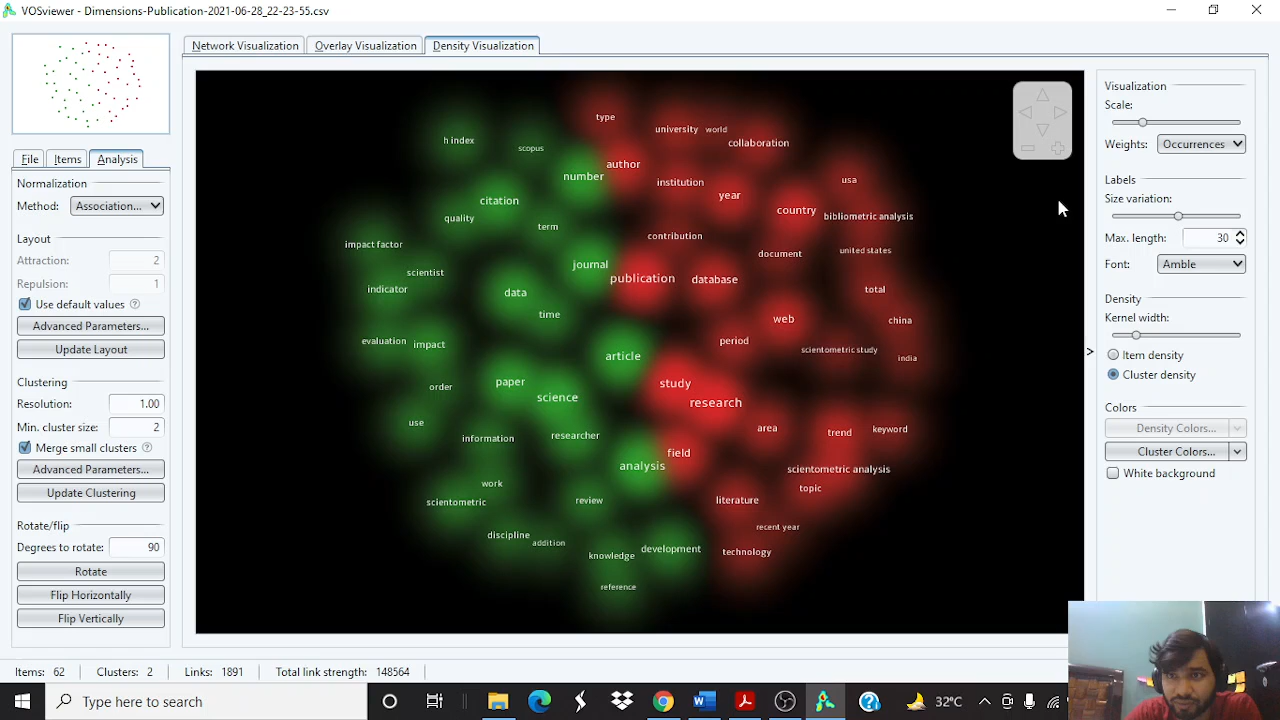 VOSviewer - Dimensions-Publication-2021-06-28_22-23-55.csv
Network Visualization
Overlay Visualization
Density Visualization
File
Items
Analysis
Normalization
Method:
Association...
Layout
Attraction:
2
Repulsion:
1
Use default values
?
Advanced Parameters...
Update Layout
Clustering
Resolution:
1.00
Min. cluster size:
2
Merge small clusters
?
Advanced Parameters...
Update Clustering
Rotate/flip
Degrees to rotate:
90
Rotate
Flip Horizontally
Flip Vertically
type
university
world
h index
scopus
collaboration
author
number
institution
usa
year
citation
country
quality
bibliometric analysis
term
contribution
impact factor
united states
document
journal
scientist
publication
database
indicator
data
total
time
web
china
evaluation
impact
period
scientometric study
article
india
paper
study
order
science
research
use
area
keyword
trend
information
researcher
field
analysis
scientometric analysis
work
topic
scientometric
review
literature
recent year
discipline
addition
development
technology
knowledge
reference
Visualization
Scale:
Weights:
Occurrences
Labels
Size variation:
Max. length:
30
Font:
Amble
Density
Kernel width:
Item density
Cluster density
Colors
Density Colors...
Cluster Colors...
White background
>
Items: 62
Clusters: 2
Links: 1891
Total link strength: 148564
Type here to search
32°C